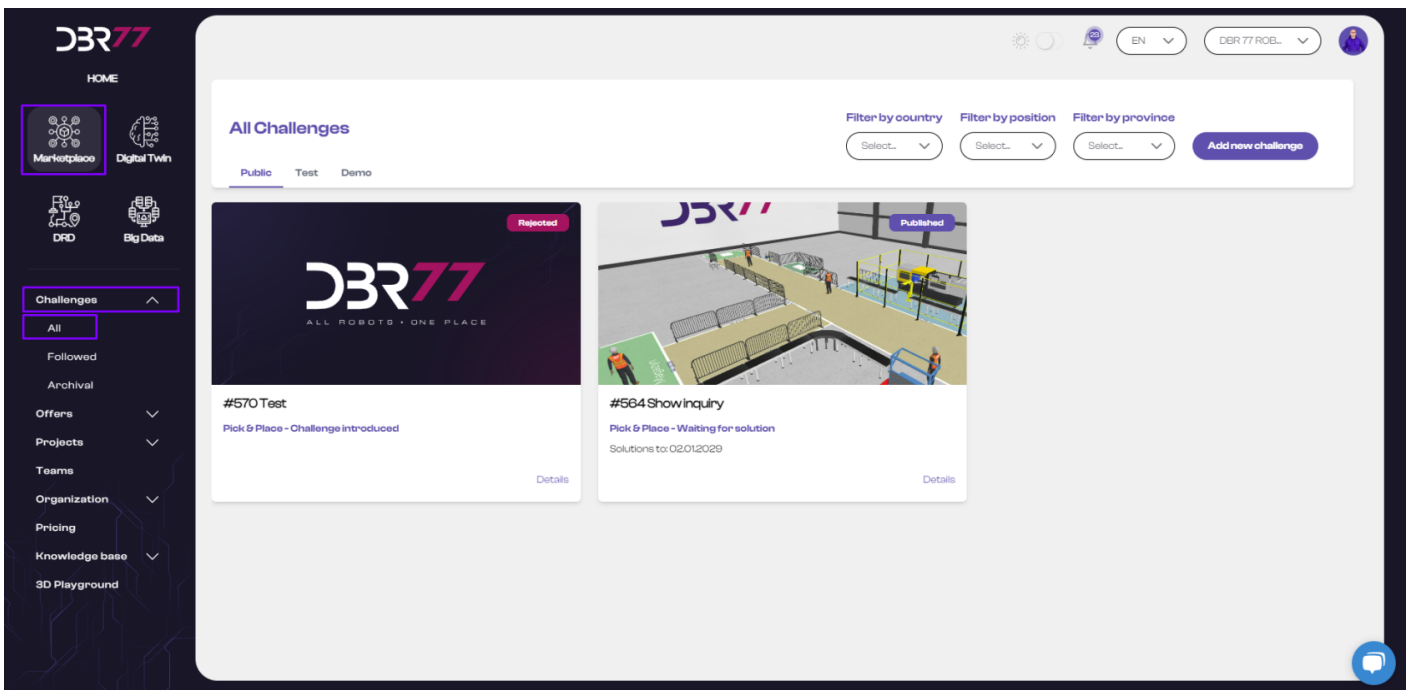 DBR77
HOME
Marketplace
Digital Twin
DRD
Big Data
Challenges
All
Followed
Archival
Offers
Projects
Teams
Organization
Pricing
Knowledge base
3D Playground
23
EN
DBR 77 ROB...
All Challenges
Filter by country
Filter by position
Filter by province
Select...
Select...
Select...
Add new challenge
Public
Test
Demo
Rejected
DBR77
ALL ROBOTS • ONE PLACE
#570 Test
Pick & Place - Challenge introduced
Details
DBR77
Published
#564 Show inquiry
Pick & Place - Waiting for solution
Solutions to: 02.01.2029
Details